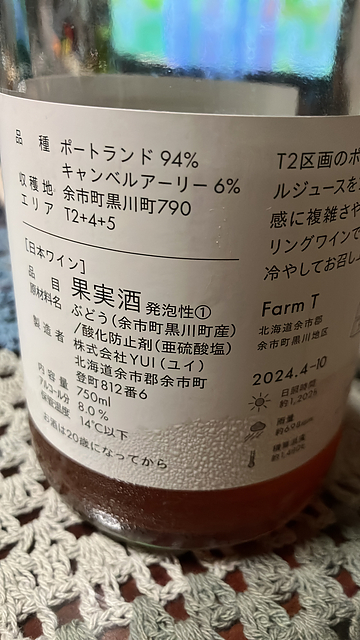 品 種 ポートランド 94%
キャンベルアーリー 6%
収穫地 余市町黒川町790
エリア T2+4+5
[日本ワイン]
品 目 果実酒 発泡性①
原材料名 ぶどう(余市町黒川町産)
/酸化防止剤(亜硫酸塩)
製造者 株式会社YUI(ユイ)
北海道余市郡余市町
登町812番6
内容量 750ml
アルコール分 8.0%
保管温度 14℃以下
お酒は20歳になってから
T2区画のポ
ルジュースを
感に複雑さや
リングワインで
冷やしてお召し
Farm T
北海道余市郡
余市町黒川地区
2024.4-10
日照時間
雨量